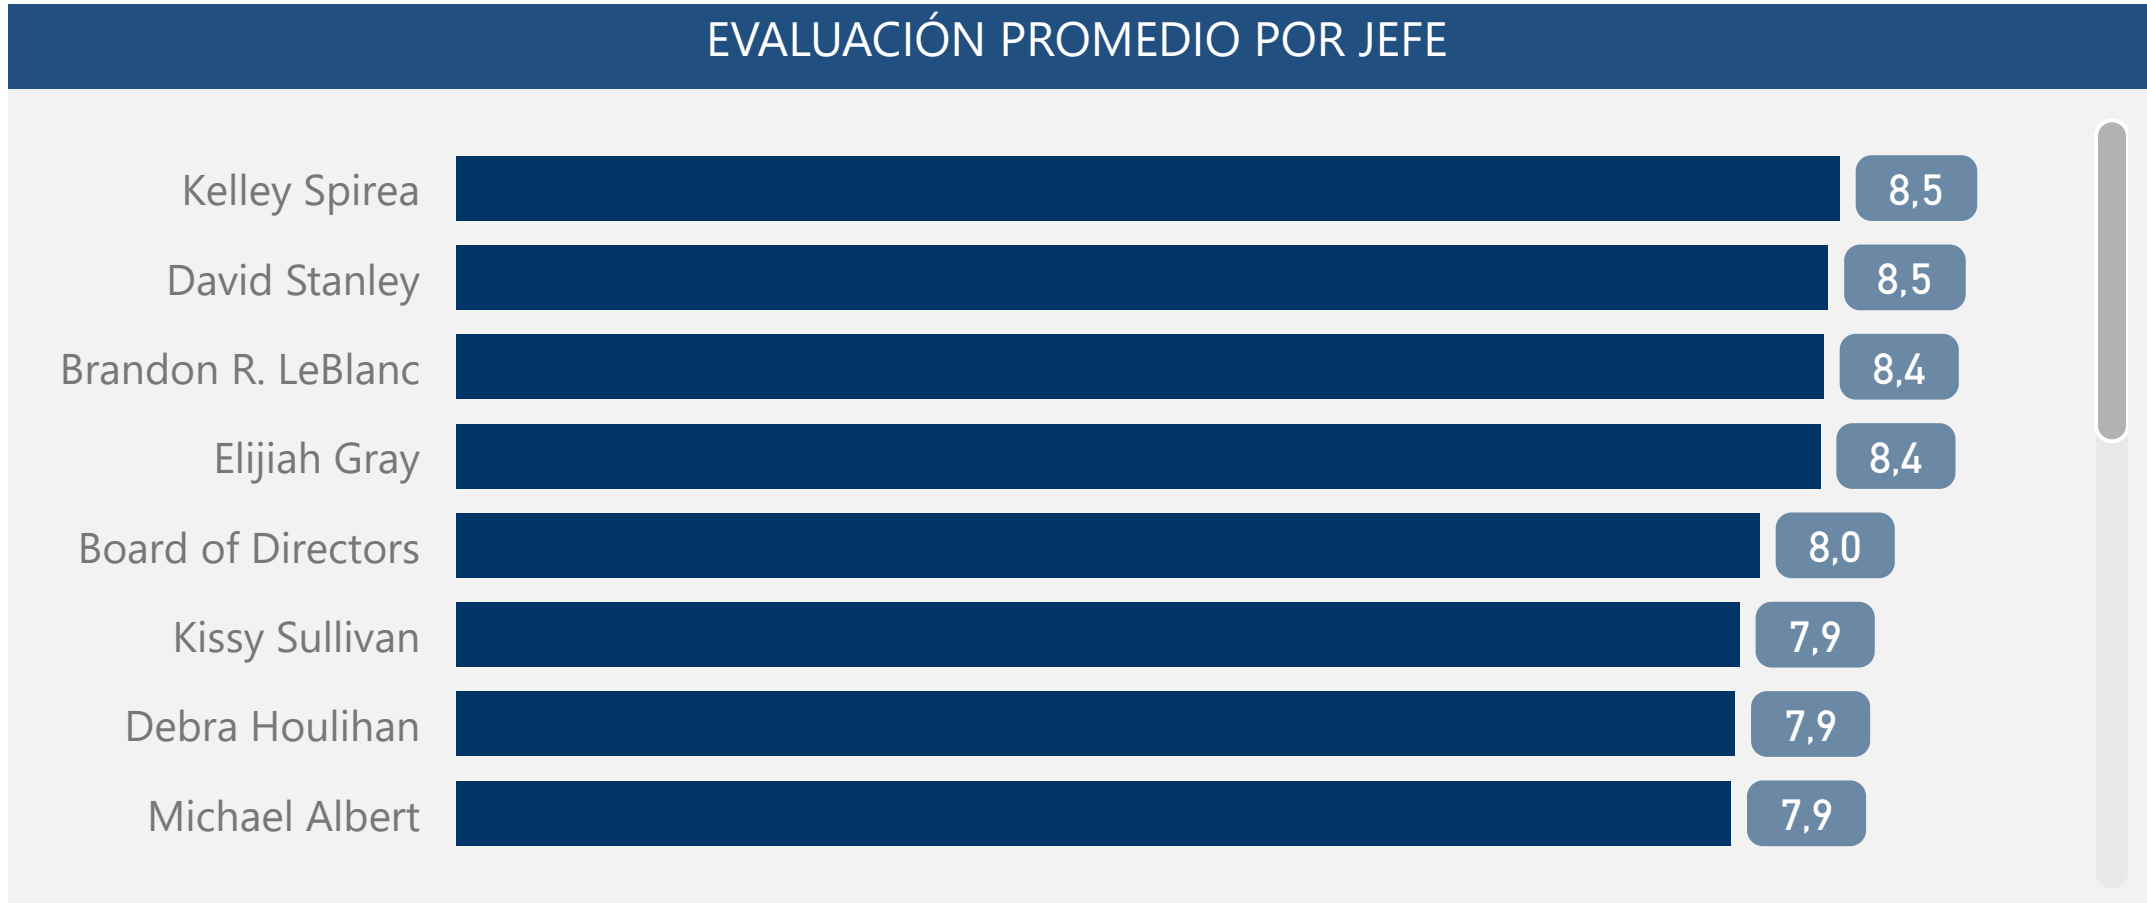 EVALUACIÓN PROMEDIO POR JEFE
Kelley Spirea 8,5
David Stanley 8,5
Brandon R. LeBlanc 8,4
Elijiah Gray 8,4
Board of Directors 8,0
Kissy Sullivan 7,9
Debra Houlihan 7,9
Michael Albert 7,9